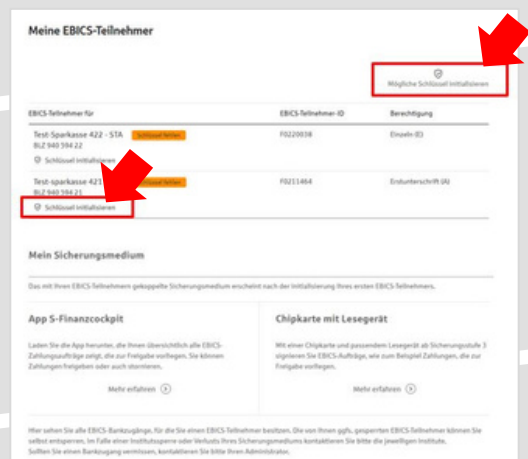 Meine EBICS-Teilnehmer
Mögliche Schlüssel initialisieren
EBICS-Teilnehmer für EBICS-Teilnehmer-ID Berechtigung
Test-Sparkasse 422 - STA Schlüssel fehlen F0220038 Einzeln (E)
BLZ 940 594 22
Schlüssel initialisieren
Test-sparkasse 421 Schlüssel fehlen F0211464 Erstunterschrift (A)
BLZ 940 594 21
Schlüssel initialisieren
Mein Sicherungsmedium
Das mit Ihren EBICS-Teilnehmern gekoppelte Sicherungsmedium erscheint nach der Initialisierung Ihres ersten EBICS-Teilnehmers.
App S-Finanzcockpit
Laden Sie die App herunter, die Ihnen übersichtlich alle EBICS-
Zahlungsaufträge zeigt, die zur Freigabe vorliegen. Sie können
Zahlungen freigeben oder auch stornieren.
Mehr erfahren
Chipkarte mit Lesegerät
Mit einer Chipkarte und passendem Lesegerät ab Sicherungsstufe 3
signieren Sie EBICS-Aufträge, wie zum Beispiel Zahlungen, die zur
Freigabe vorliegen.
Mehr erfahren
Hier sehen Sie alle EBICS-Bankzugänge, für die Sie einen EBICS-Teilnehmer besitzen. Die von Ihnen ggfs. gesperrten EBICS-Teilnehmer können Sie
selbst entsperren. Im Falle einer Institutssperre oder Verlusts Ihres Sicherungsmediums kontaktieren Sie bitte die jeweiligen Institute.
Sollten Sie einen Bankzugang vermissen, kontaktieren Sie bitte Ihren Administrator.